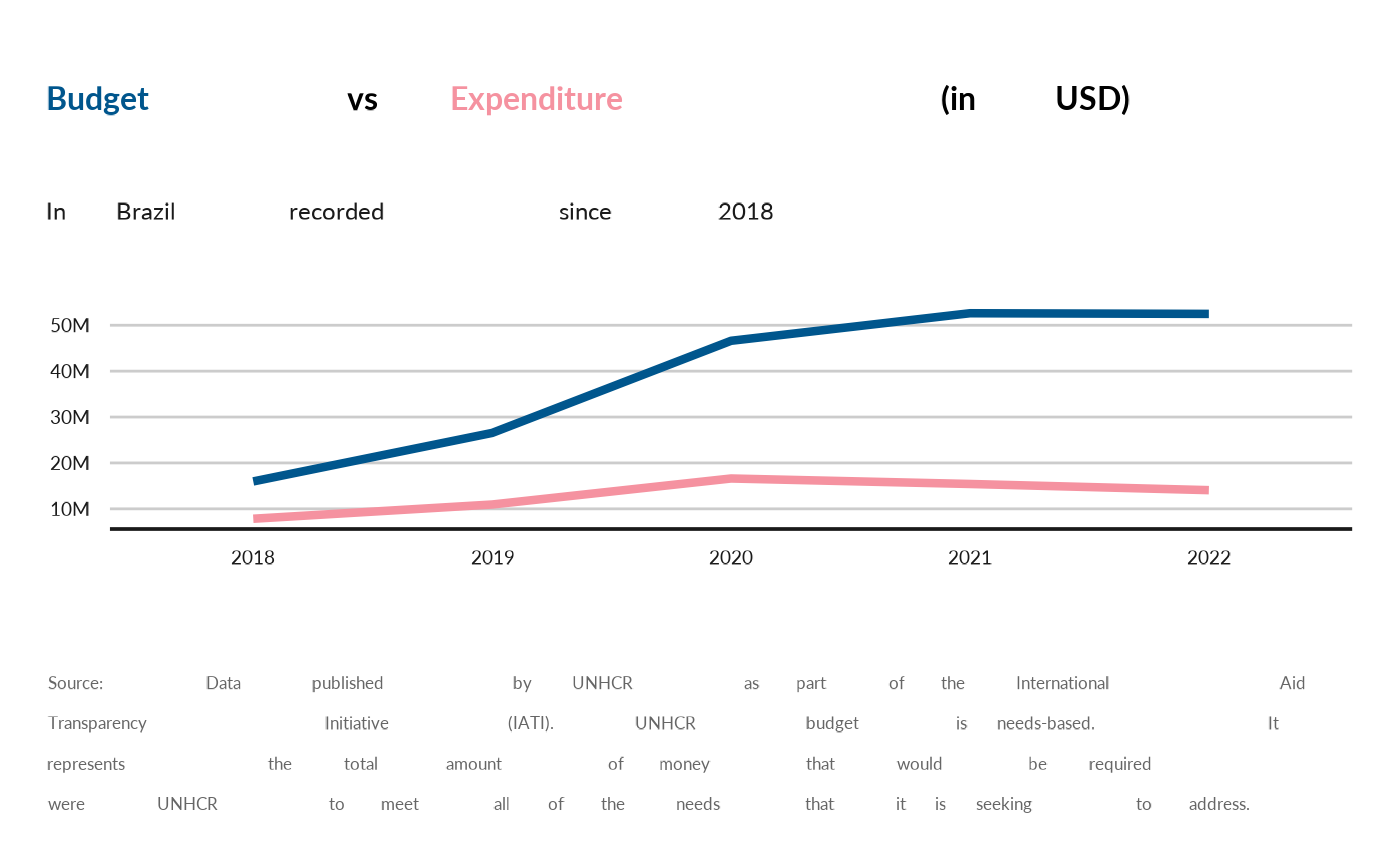 Budget vs Expenditure (in USD)
In Brazil recorded since 2018
50M
40M
30M
20M
10M
2018 2019 2020 2021 2022
Source: Data published by UNHCR as part of the International Aid
Transparency Initiative (IATI). UNHCR budget is needs-based. It
represents the total amount of money that would be required
were UNHCR to meet all of the needs that it is seeking to address.